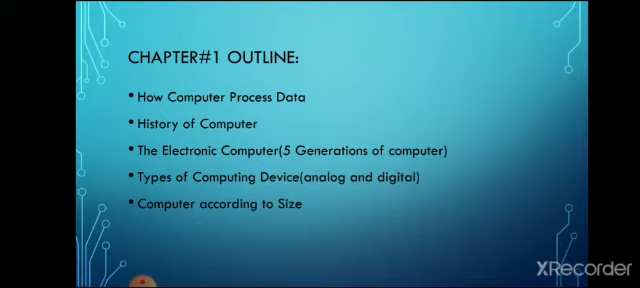 CHAPTER#1 OUTLINE:
• How Computer Process Data
• History of Computer
• The Electronic Computer(5 Generations of computer)
• Types of Computing Device(analog and digital)
• Computer according to Size
XRecorder